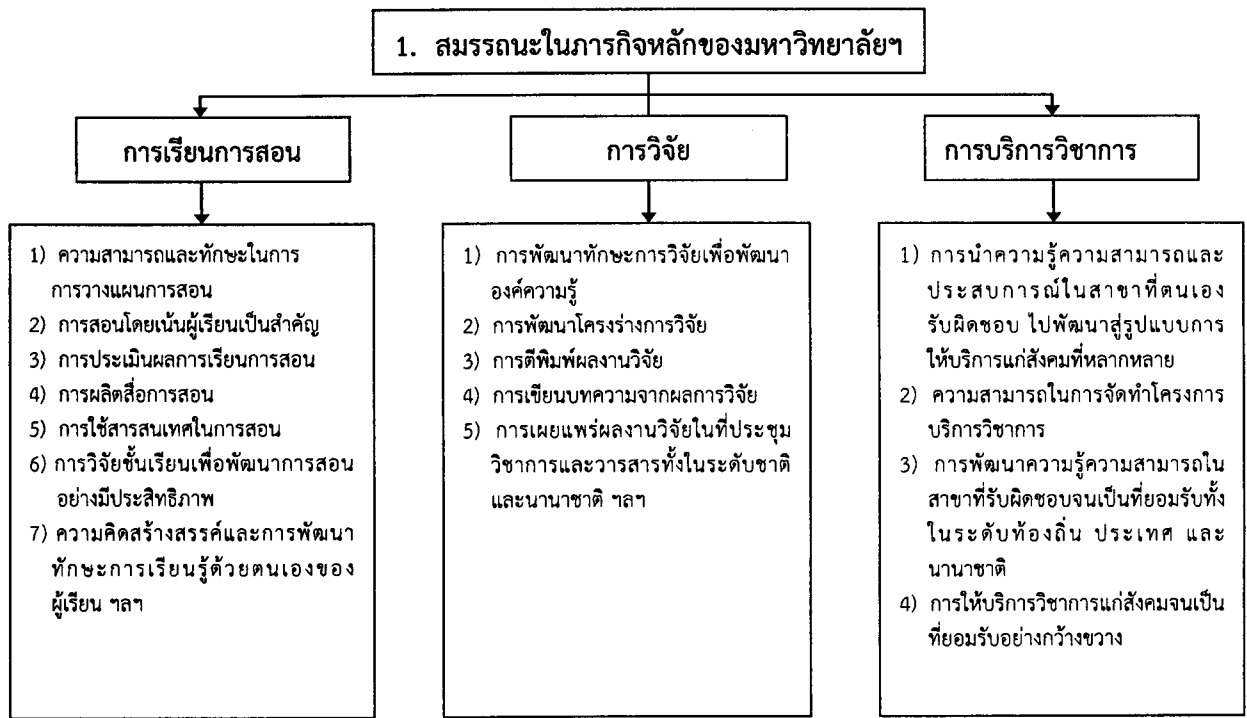 1. สมรรถนะในภารกิจหลักของมหาวิทยาลัยฯ
การเรียนการสอน
1) ความสามารถและทักษะในการ
การวางแผนการสอน
2) การสอนโดยเน้นผู้เรียนเป็นสำคัญ
3) การประเมินผลการเรียนการสอน
4) การผลิตสื่อการสอน
5) การใช้สารสนเทศในการสอน
6) การวิจัยชั้นเรียนเพื่อพัฒนาการสอน
อย่างมีประสิทธิภาพ
7) ความคิดสร้างสรรค์และการพัฒนา
ทักษะการเรียนรู้ด้วยตนเองของ
ผู้เรียน ฯลฯ
การวิจัย
1) การพัฒนาทักษะการวิจัยเพื่อพัฒนา
องค์ความรู้
2) การพัฒนาโครงร่างการวิจัย
3) การตีพิมพ์ผลงานวิจัย
4) การเขียนบทความจากผลการวิจัย
5) การเผยแพร่ผลงานวิจัยในที่ประชุม
วิชาการและวารสารทั้งในระดับชาติ
และนานาชาติ ฯลฯ
การบริการวิชาการ
1) การนำความรู้ความสามารถและ
ประสบการณ์ในสาขาที่ตนเอง
รับผิดชอบ ไปพัฒนาสู่รูปแบบการ
ให้บริการแก่สังคมที่หลากหลาย
2) ความสามารถในการจัดทำโครงการ
บริการวิชาการ
3) การพัฒนาความรู้ความสามารถใน
สาขาที่รับผิดชอบจนเป็นที่ยอมรับทั้ง
ในระดับท้องถิ่น ประเทศ และ
นานาชาติ
4) การให้บริการวิชาการแก่สังคมจนเป็น
ที่ยอมรับอย่างกว้างขวาง